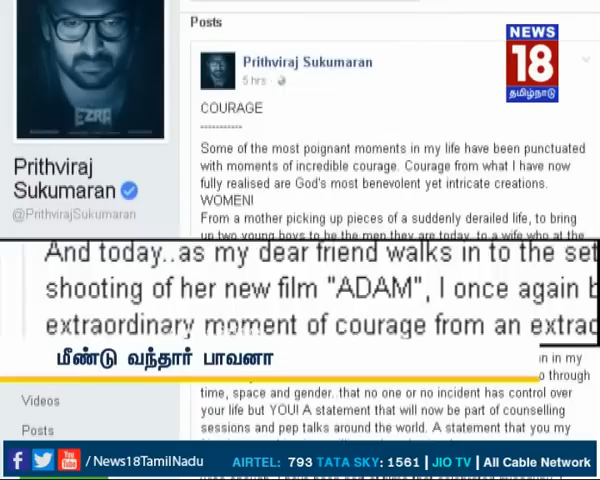 Posts
NEWS
18
தமிழ்நாடு
EZRA
Prithviraj Sukumaran
5 hrs
COURAGE
-----------
Some of the most poignant moments in my life have been punctuated
with moments of incredible courage. Courage from what I have now
fully realised are God's most benevolent yet intricate creations.
WOMEN!
From a mother picking up pieces of a suddenly derailed life, to bring
up two young boys to be the men they are today, to a wife who at the
Prithviraj
Sukumaran
@PrithvirajSukumaran
And today..as my dear friend walks in to the set
shooting of her new film "ADAM", I once again
extraordinary moment of courage from an
மீண்டு வந்தார் பாவனா
in my
through
time, space and gender.. that no one or no incident has control over
your life but YOU! A statement that will now be part of counselling
sessions and pep talks around the world. A statement that you my
Videos
Posts
f You Tube /News18TamilNadu AIRTEL: 793 TATA SKY: 1561 | JIO TV | All Cable Network